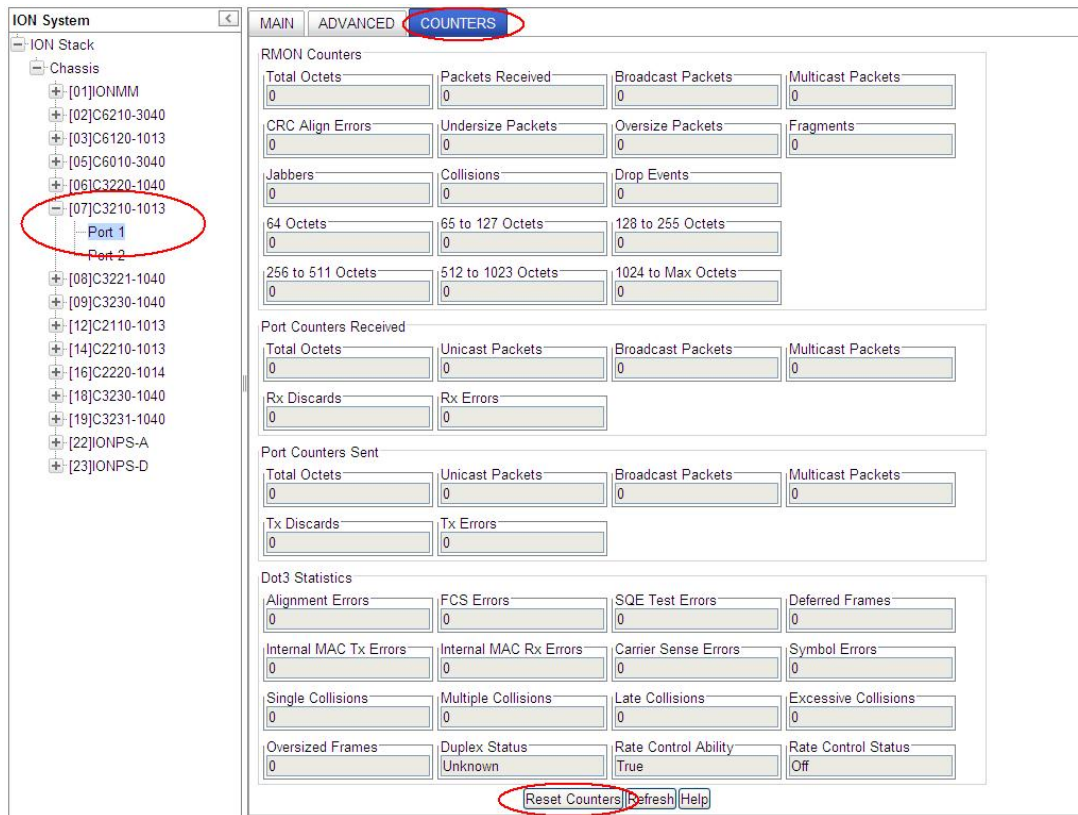 ION System
<
ION Stack
Chassis
[01]IONMM
[02]C6210-3040
[03]C6120-1013
[05]C6010-3040
[06]C3220-1040
[07]C3210-1013
Port 1
Port 2
[08]C3221-1040
[09]C3230-1040
[12]C2110-1013
[14]C2210-1013
[16]C2220-1014
[18]C3230-1040
[19]C3231-1040
[22]IONPS-A
[23]IONPS-D
MAIN ADVANCED COUNTERS
RMON Counters
Total Octets Packets Received Broadcast Packets Multicast Packets
0 0 0 0
CRC Align Errors Undersize Packets Oversize Packets Fragments
0 0 0 0
Jabbers Collisions Drop Events
0 0 0
64 Octets 65 to 127 Octets 128 to 255 Octets
0 0 0
256 to 511 Octets 512 to 1023 Octets 1024 to Max Octets
0 0 0
Port Counters Received
Total Octets Unicast Packets Broadcast Packets Multicast Packets
0 0 0 0
Rx Discards Rx Errors
0 0
Port Counters Sent
Total Octets Unicast Packets Broadcast Packets Multicast Packets
0 0 0 0
Tx Discards Tx Errors
0 0
Dot3 Statistics
Alignment Errors FCS Errors SQE Test Errors Deferred Frames
0 0 0 0
Internal MAC Tx Errors Internal MAC Rx Errors Carrier Sense Errors Symbol Errors
0 0 0 0
Single Collisions Multiple Collisions Late Collisions Excessive Collisions
0 0 0 0
Oversized Frames Duplex Status Rate Control Ability Rate Control Status
0 Unknown True Off
Reset Counters Refresh Help